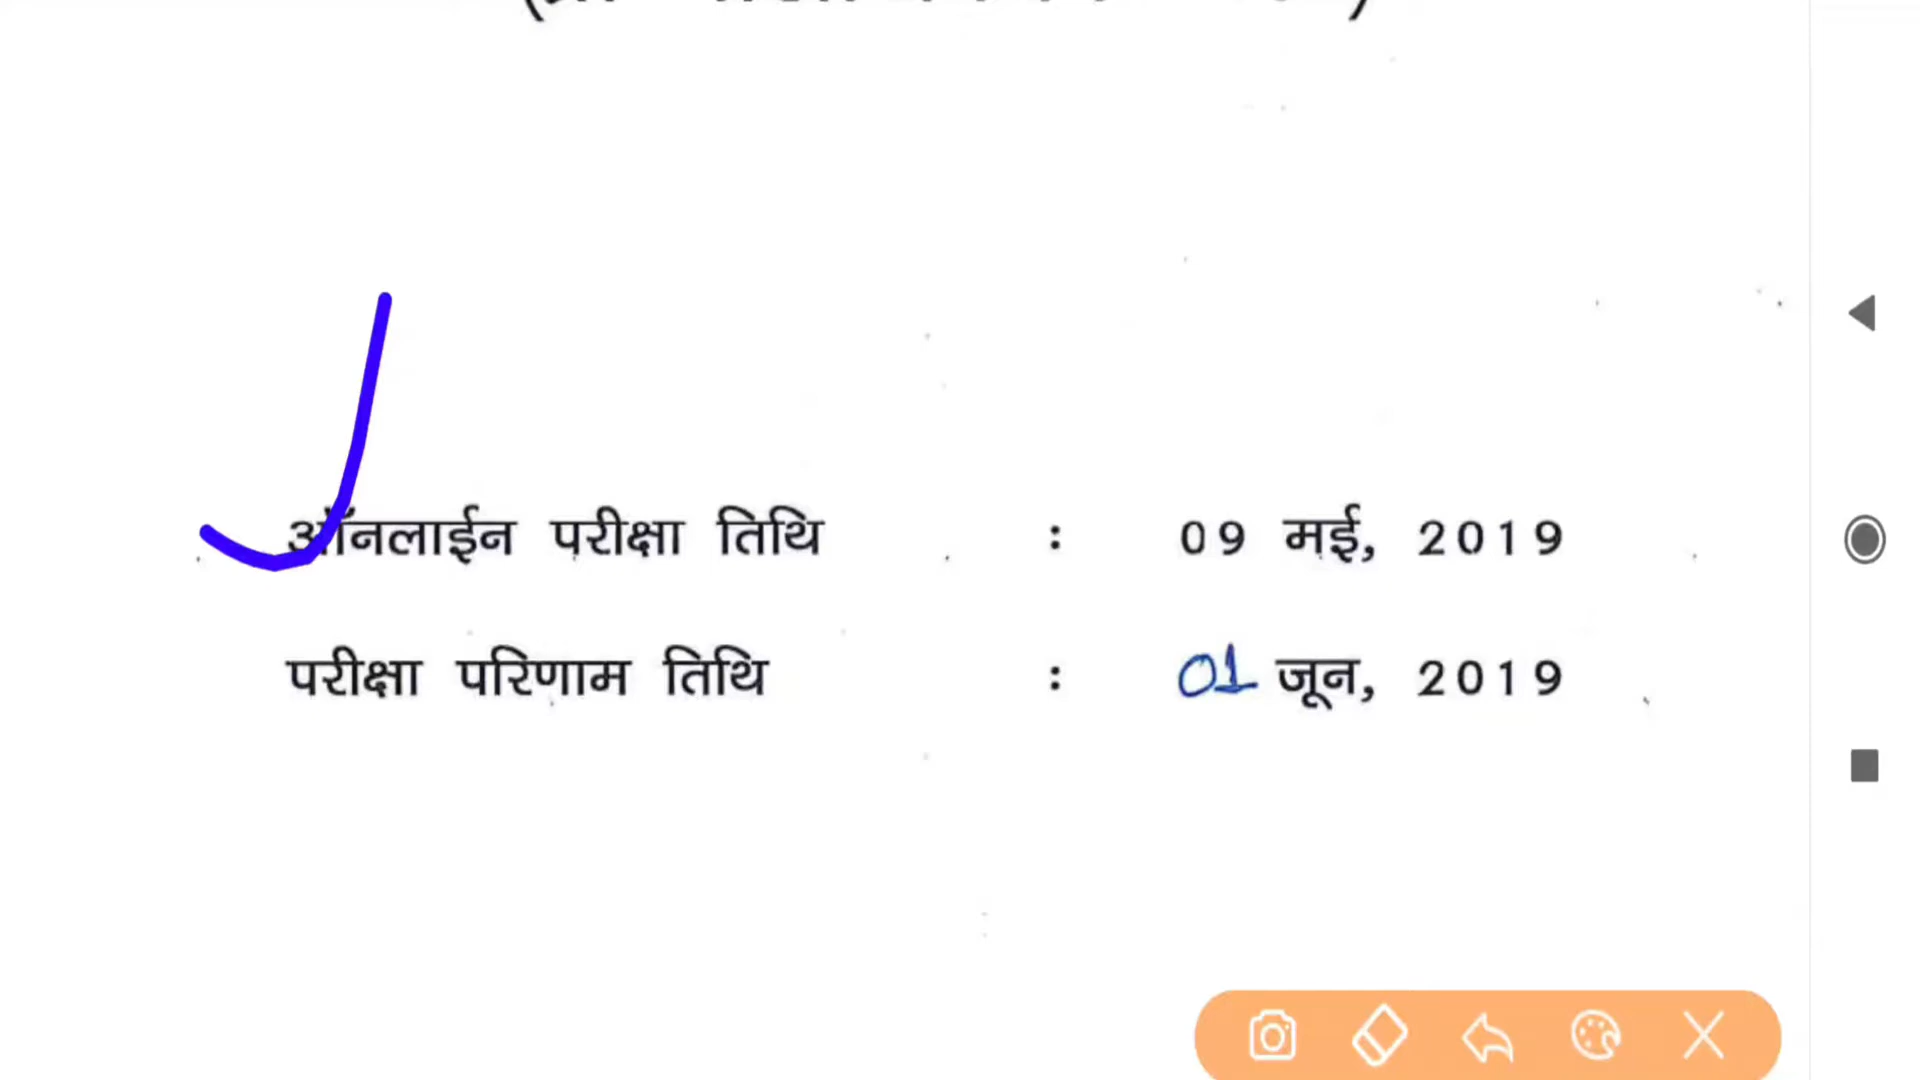 ऑनलाईन परीक्षा तिथि : 09 मई, 2019
परीक्षा परिणाम तिथि : 01 जून, 2019